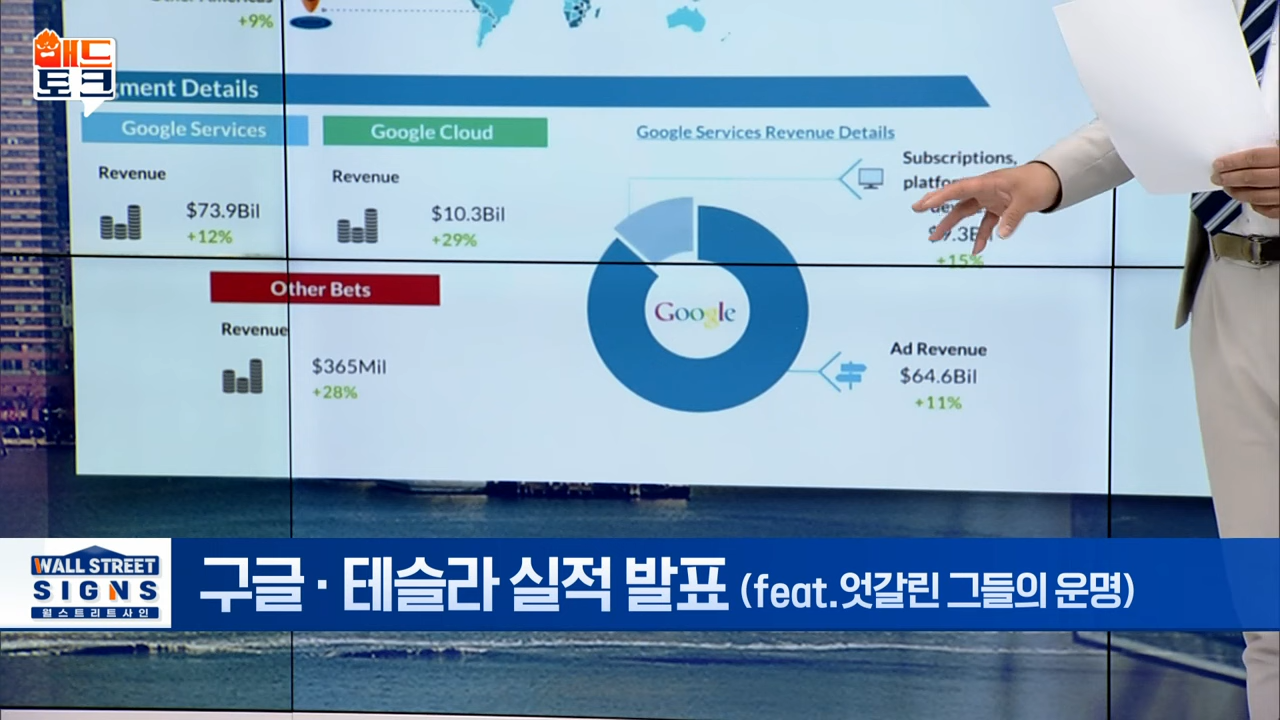 +9%
매드
토크
gment Details
Google Services
Google Cloud
Google Services Revenue Details
Revenue
$73.9Bil
+12%
Revenue
$10.3Bil
+29%
Subscriptions,
+15%
Other Bets
Revenue
$365Mil
+28%
Google
Ad Revenue
$64.6Bil
+11%
WALL STREET
SIGNS
월스트리트사인
구글·테슬라 실적 발표 (feat.엇갈린 그들의 운명)